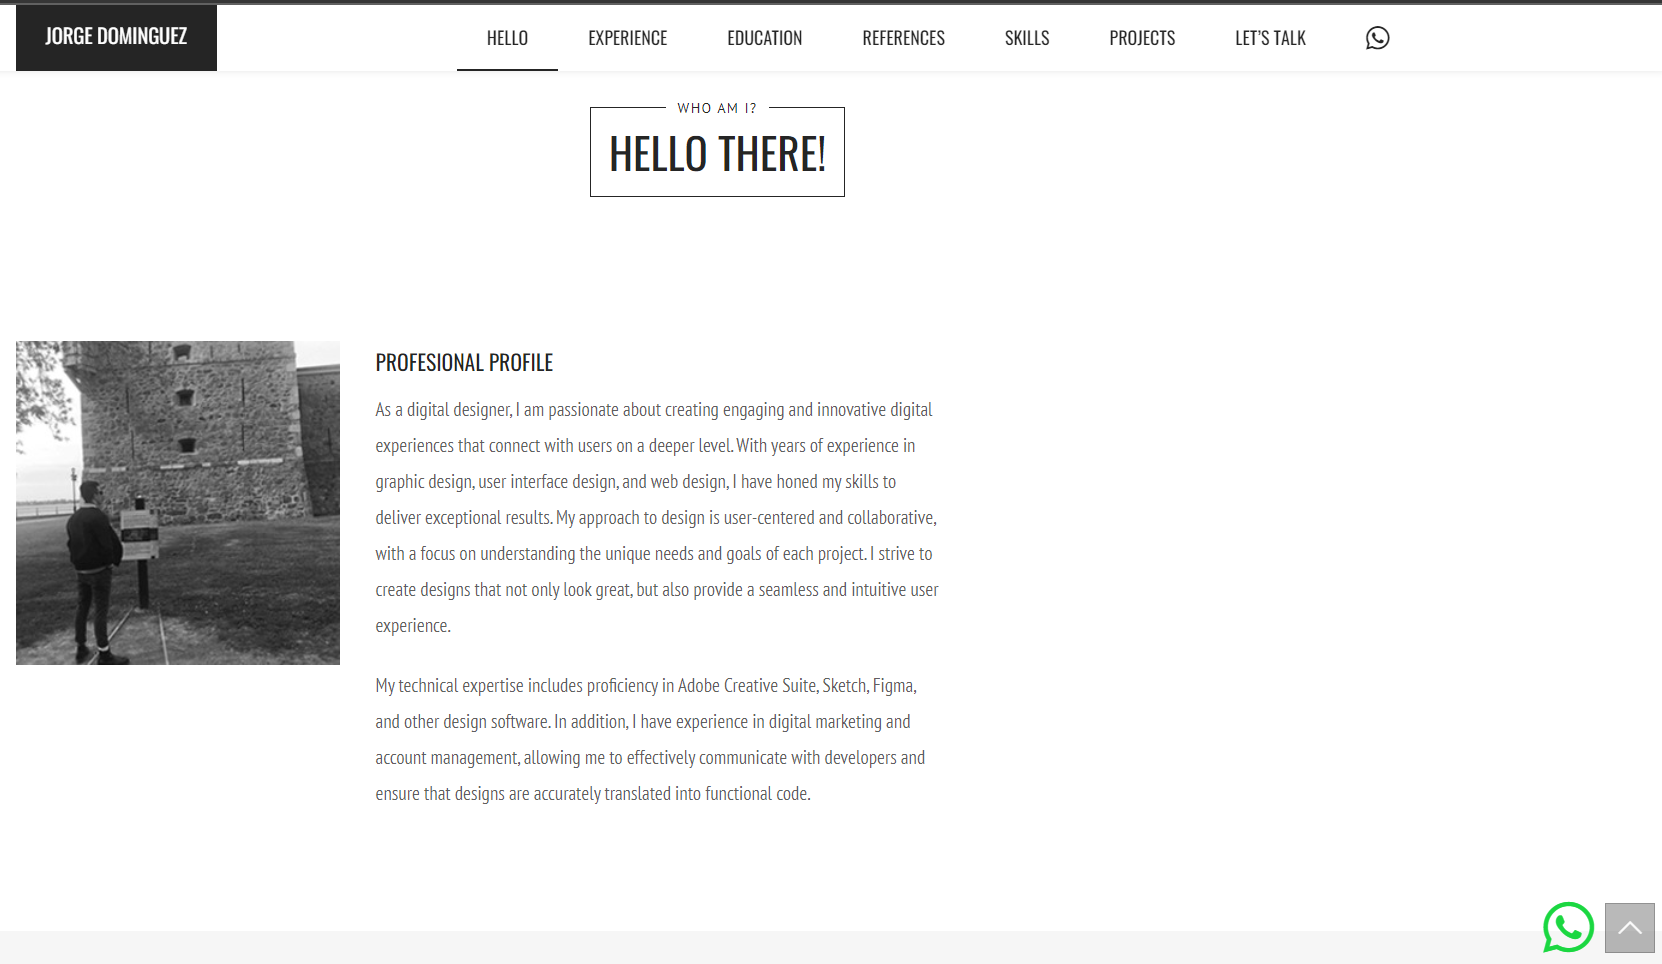 JORGE DOMINGUEZ
HELLO
EXPERIENCE
EDUCATION
REFERENCES
SKILLS
PROJECTS
LET'S TALK
WHO AM I?
HELLO THERE!
PROFESIONAL PROFILE
As a digital designer, I am passionate about creating engaging and innovative digital
experiences that connect with users on a deeper level. With years of experience in
graphic design, user interface design, and web design, I have honed my skills to
deliver exceptional results. My approach to design is user-centered and collaborative,
with a focus on understanding the unique needs and goals of each project. I strive to
create designs that not only look great, but also provide a seamless and intuitive user
experience.
My technical expertise includes proficiency in Adobe Creative Suite, Sketch, Figma,
and other design software. In addition, I have experience in digital marketing and
account management, allowing me to effectively communicate with developers and
ensure that designs are accurately translated into functional code.